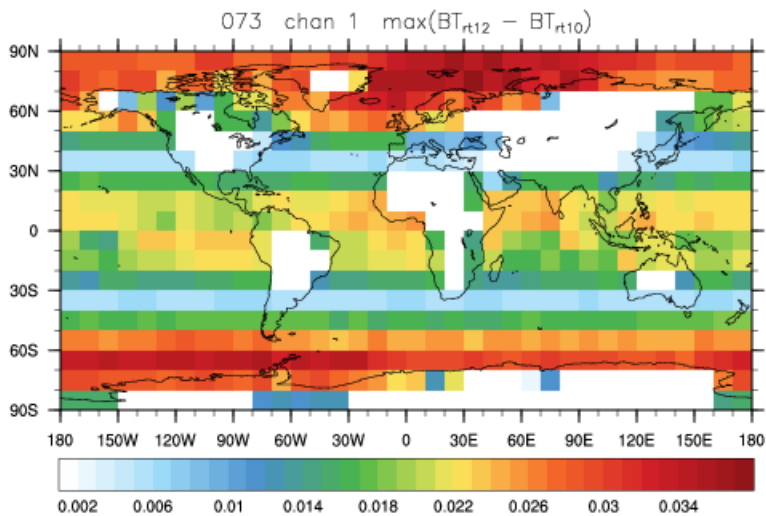 073 chan 1 max(BTrt12 − BTrt10)
90N
60N
30N
0
30S
60S
90S
180 150W 120W 90W 60W 30W 0 30E 60E 90E 120E 150E 180
0.002 0.006 0.01 0.014 0.018 0.022 0.026 0.03 0.034